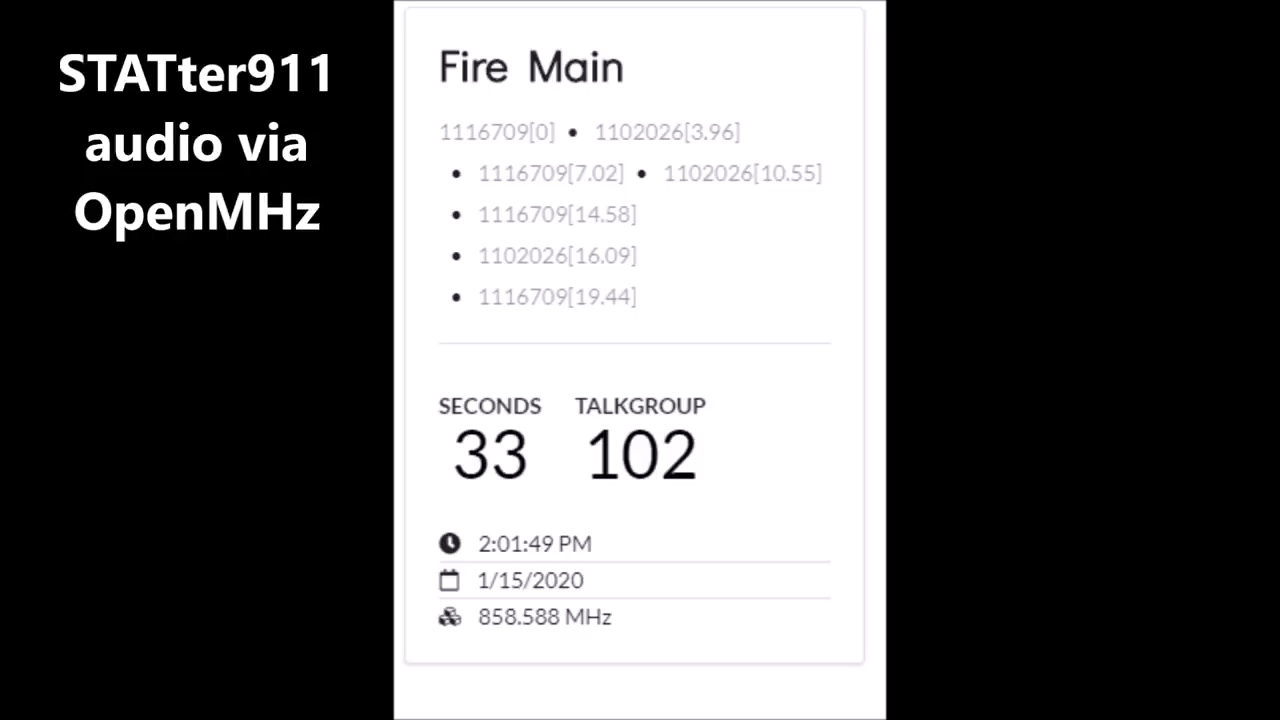 STATter911
audio via
OpenMHz
Fire Main
1116709[0] • 1102026[3.96]
• 1116709[7.02] • 1102026[10.55]
• 1116709[14.58]
• 1102026[16.09]
• 1116709[19.44]
SECONDS TALKGROUP
33 102
2:01:49 PM
1/15/2020
858.588 MHz